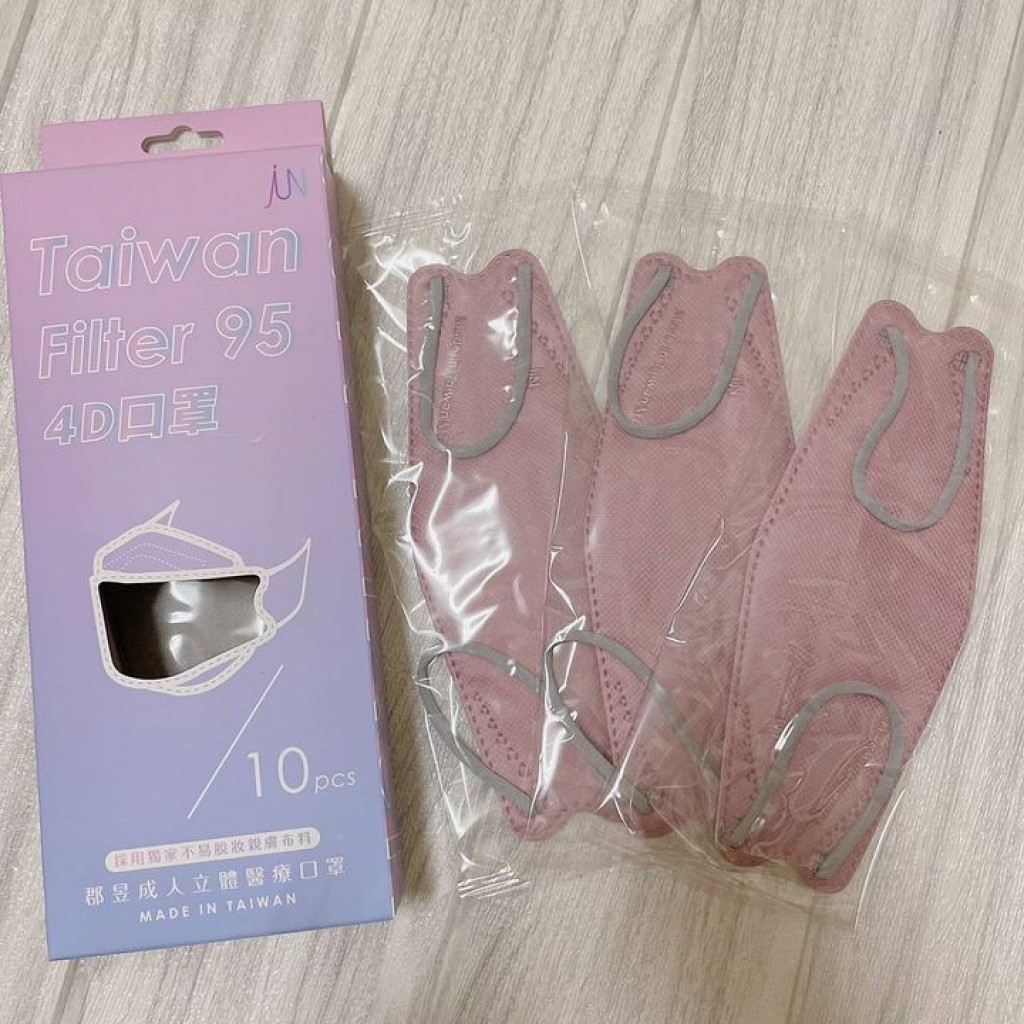 jUN
Taiwan
Filter 95
4D口罩
10pcs
採用獨家不易脫妝親膚布料
郡昱成人立體醫療口罩
MADE IN TAIWAN
jUN